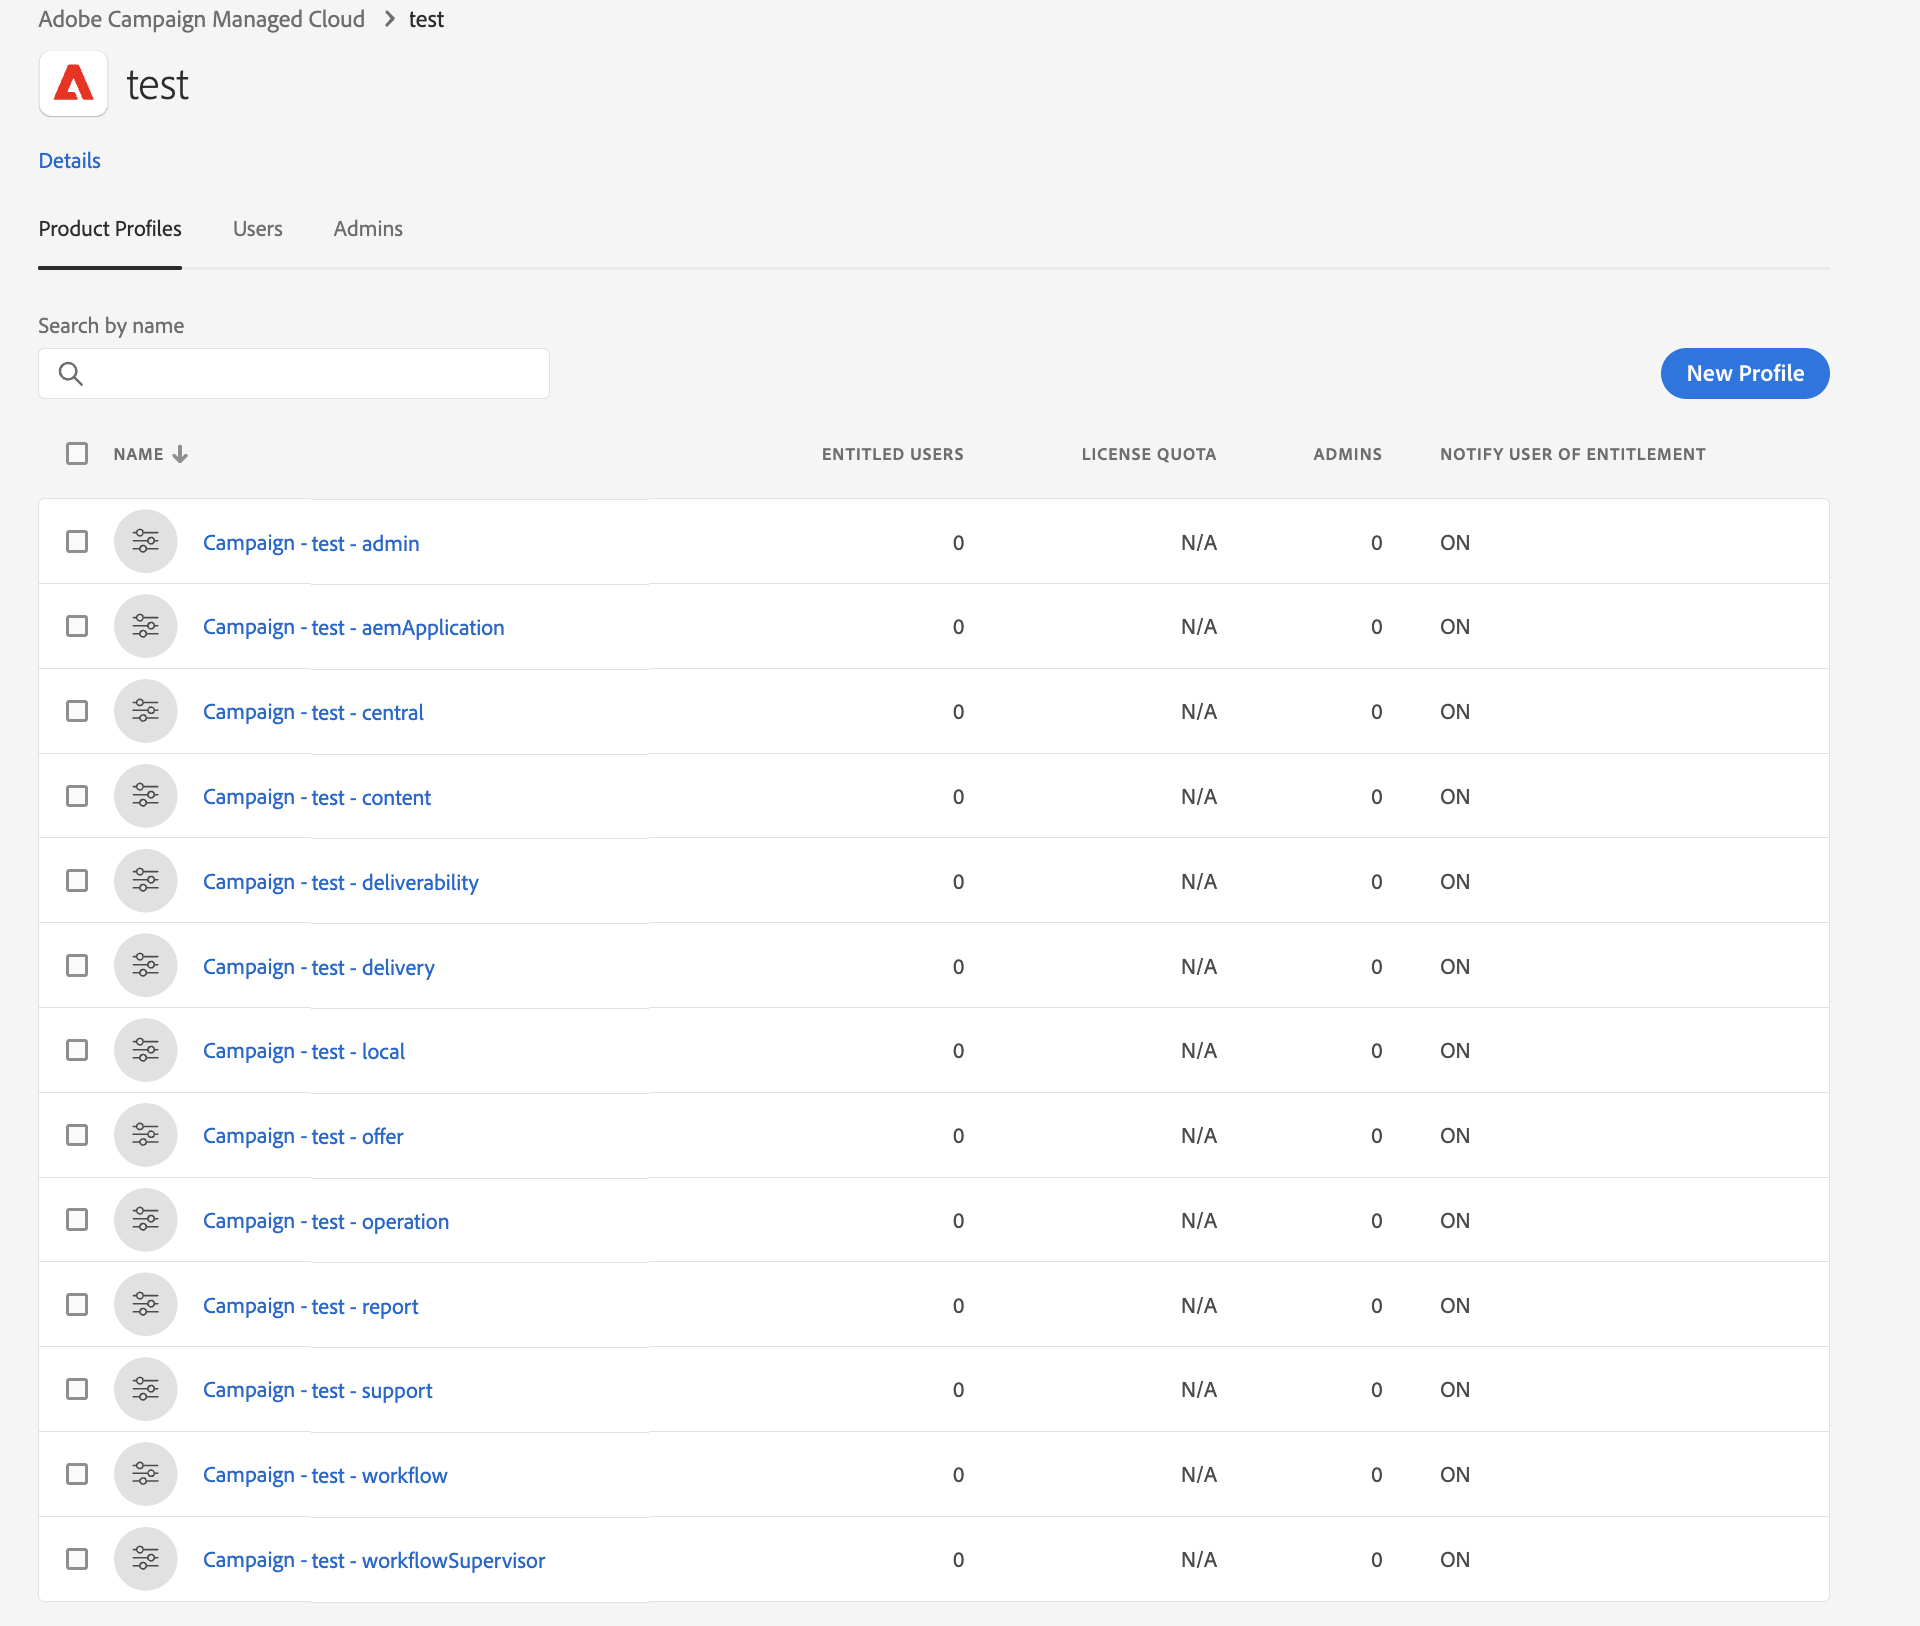 Adobe Campaign Managed Cloud > test
test
Details
Product Profiles Users Admins
Search by name
New Profile
NAME ENTITLED USERS LICENSE QUOTA ADMINS NOTIFY USER OF ENTITLEMENT
Campaign - test - admin 0 N/A 0 ON
Campaign - test - aemApplication 0 N/A 0 ON
Campaign - test - central 0 N/A 0 ON
Campaign - test - content 0 N/A 0 ON
Campaign - test - deliverability 0 N/A 0 ON
Campaign - test - delivery 0 N/A 0 ON
Campaign - test - local 0 N/A 0 ON
Campaign - test - offer 0 N/A 0 ON
Campaign - test - operation 0 N/A 0 ON
Campaign - test - report 0 N/A 0 ON
Campaign - test - support 0 N/A 0 ON
Campaign - test - workflow 0 N/A 0 ON
Campaign - test - workflowSupervisor 0 N/A 0 ON